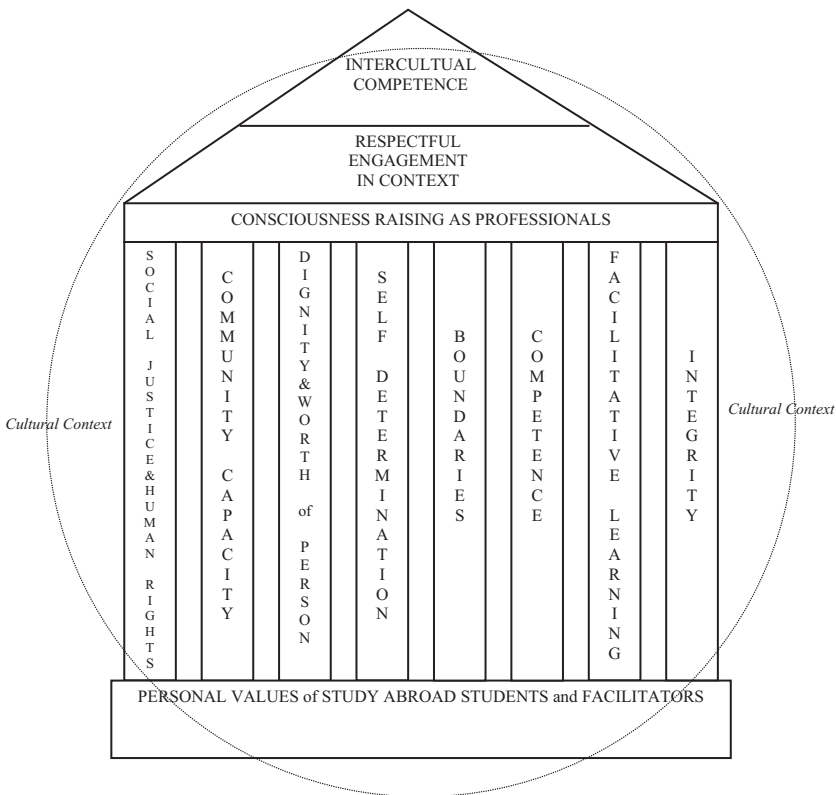 INTERCULTUAL
COMPETENCE
RESPECTFUL
ENGAGEMENT
IN CONTEXT
CONSCIOUSNESS RAISING AS PROFESSIONALS
SOCIAL JUSTICE&HUMAN RIGHTS
COMMUNITY CAPACITY
DIGNITY&WORTH of PERSON
SELF DETERMINATION
BOUNDARIES
COMPETENCE
FACILITATIVE LEARNING
INTEGRITY
Cultural Context
Cultural Context
PERSONAL VALUES of STUDY ABROAD STUDENTS and FACILITATORS